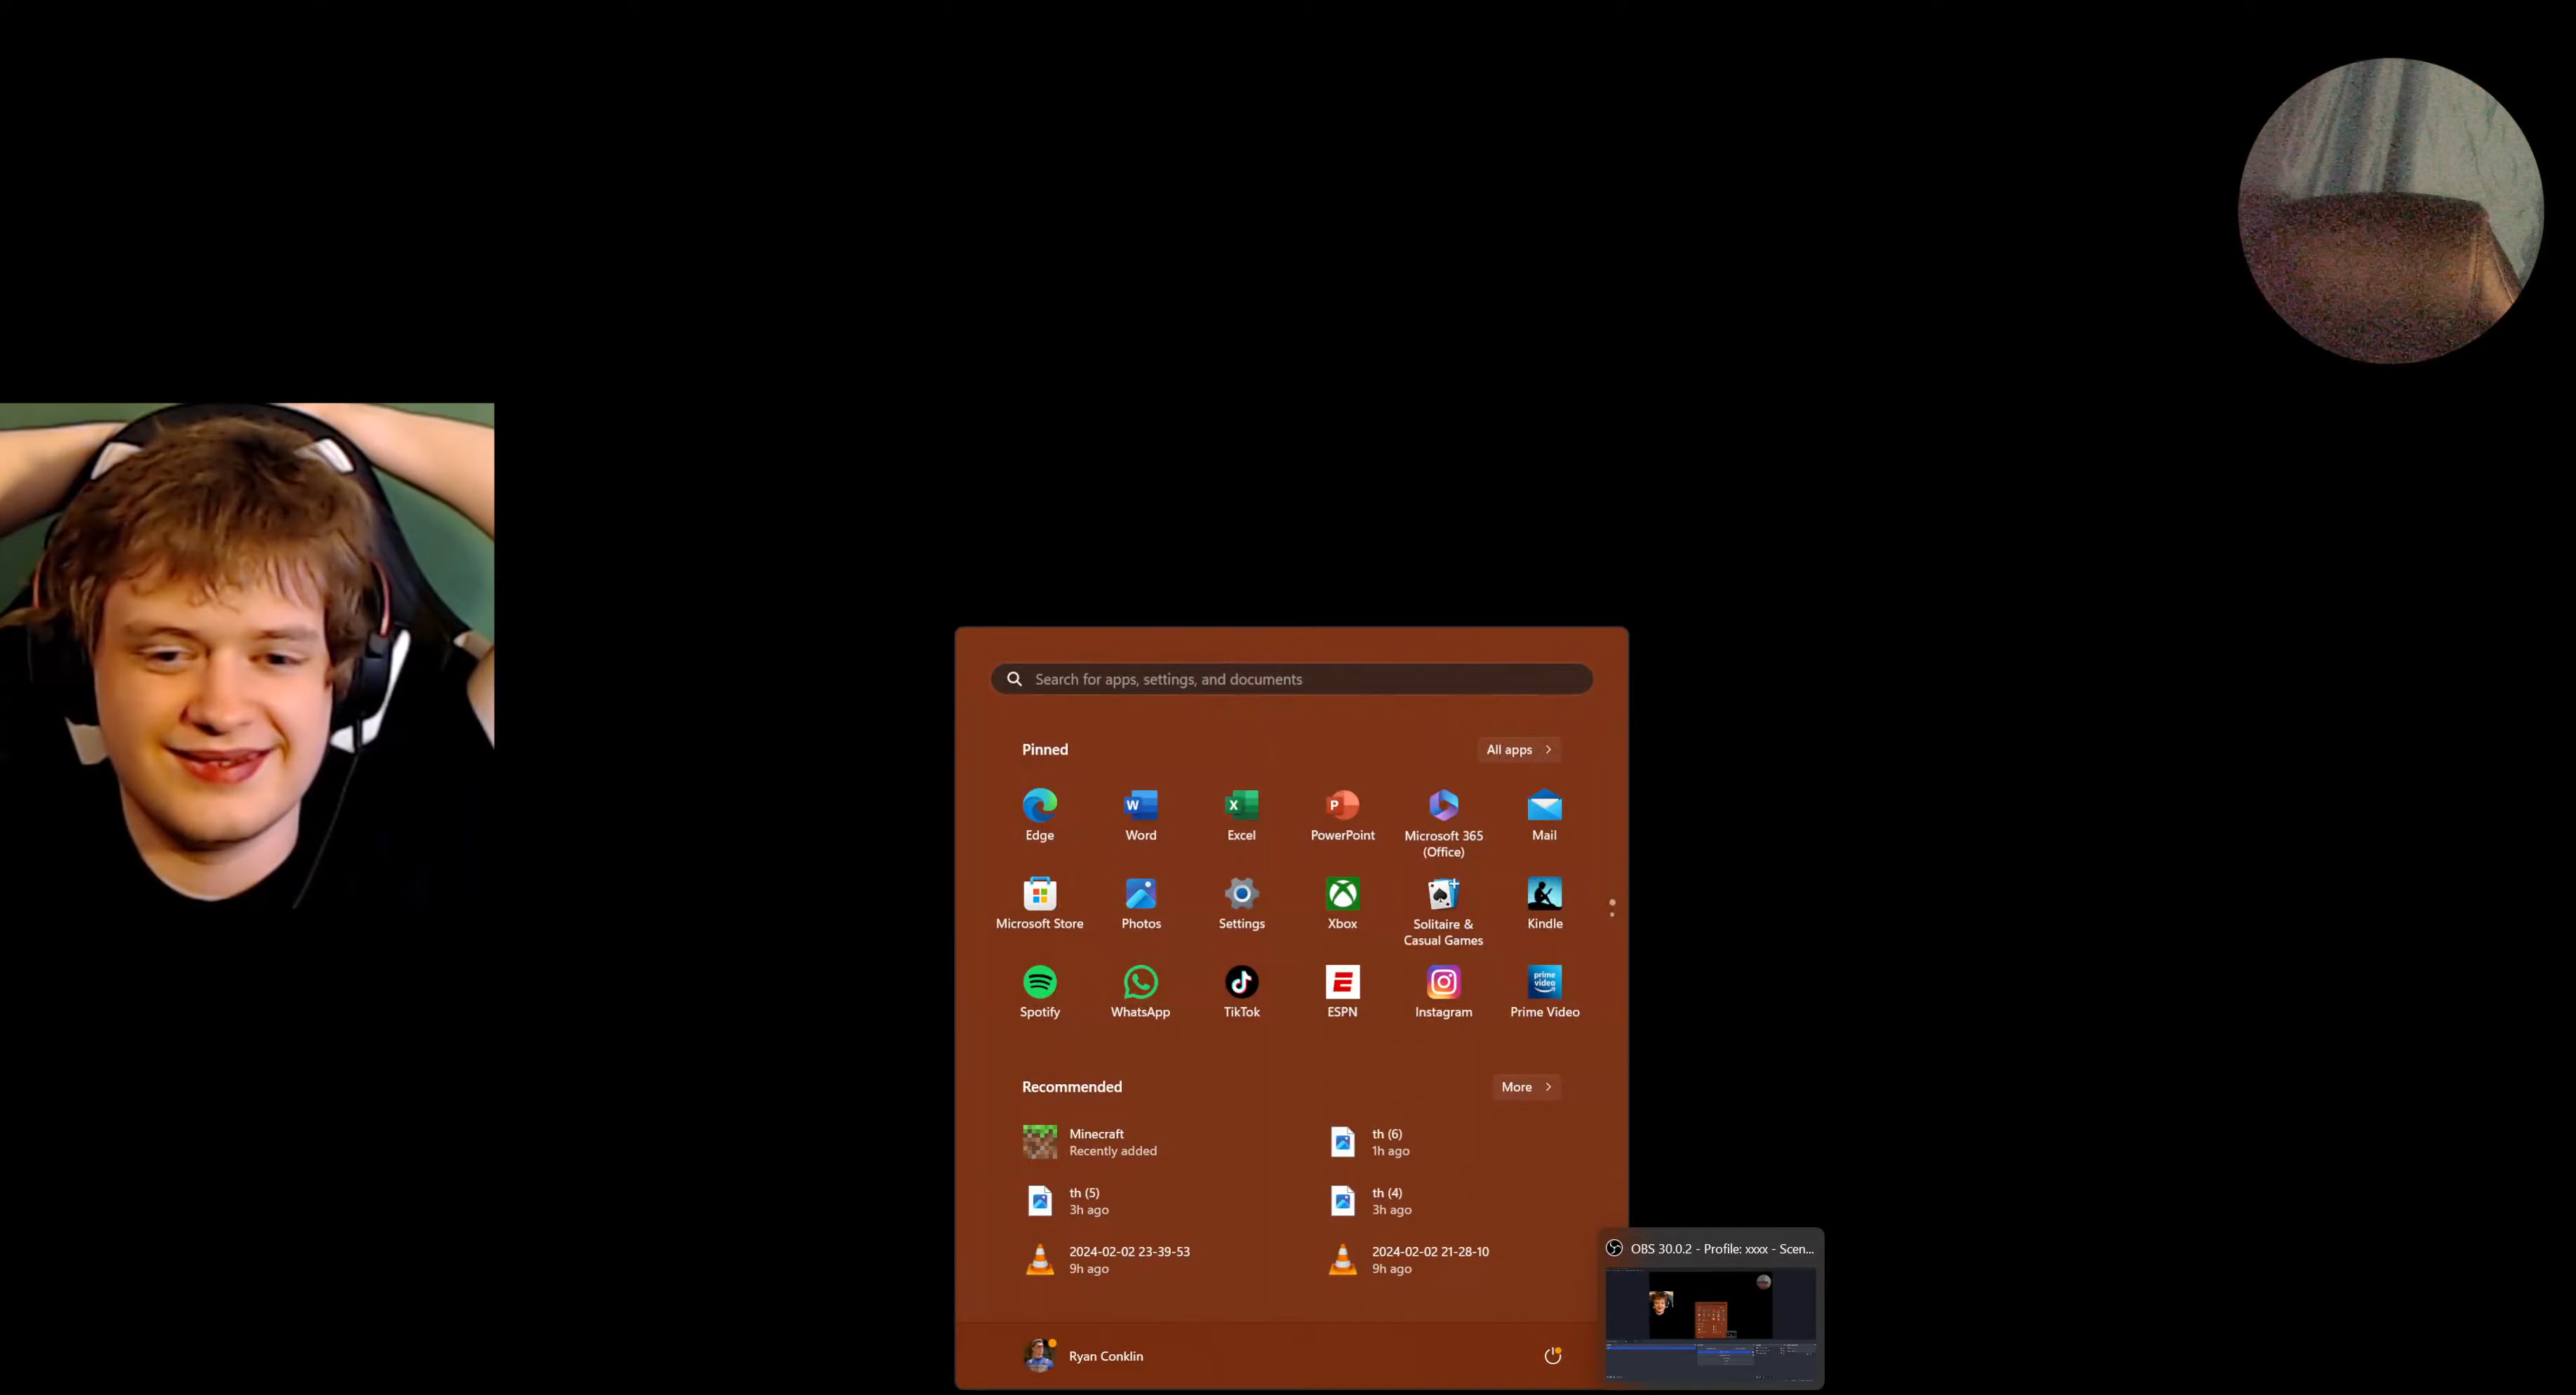 Search for apps, settings, and documents
Pinned
All apps
Edge
Word
Excel
PowerPoint
Microsoft 365
(Office)
Mail
Microsoft Store
Photos
Settings
Xbox
Solitaire &
Casual Games
Kindle
Spotify
WhatsApp
TikTok
ESPN
Instagram
prime
video
Prime Video
Recommended
More
Minecraft
Recently added
th (6)
1h ago
th (5)
3h ago
th (4)
3h ago
2024-02-02 23-39-53
9h ago
2024-02-02 21-28-10
9h ago
OBS 30.0.2 - Profile: xxxx - Scen...
Ryan Conklin